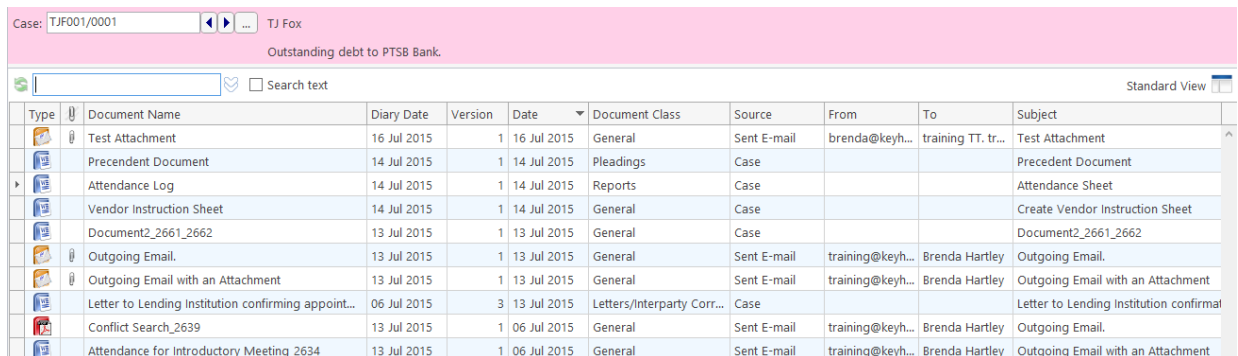 Case: TJF001/0001 ... TJ Fox
Outstanding debt to PTSB Bank.
Search text Standard View
Type Document Name Diary Date Version Date Document Class Source From To Subject
Test Attachment 16 Jul 2015 1 16 Jul 2015 General Sent E-mail brenda@keyh... training TT. tr... Test Attachment
Precendent Document 14 Jul 2015 1 14 Jul 2015 Pleadings Case Precedent Document
Attendance Log 14 Jul 2015 1 14 Jul 2015 Reports Case Attendance Sheet
Vendor Instruction Sheet 14 Jul 2015 1 14 Jul 2015 General Case Create Vendor Instruction Sheet
Document2_2661_2662 13 Jul 2015 1 13 Jul 2015 General Case Document2_2661_2662
Outgoing Email. 13 Jul 2015 1 13 Jul 2015 General Sent E-mail training@keyh... Brenda Hartley Outgoing Email.
Outgoing Email with an Attachment 13 Jul 2015 1 13 Jul 2015 General Sent E-mail training@keyh... Brenda Hartley Outgoing Email with an Attachment
Letter to Lending Institution confirming appoint... 06 Jul 2015 3 13 Jul 2015 Letters/Interparty Corr... Case Letter to Lending Institution confirmat
Conflict Search_2639 13 Jul 2015 1 06 Jul 2015 General Sent E-mail training@keyh... Brenda Hartley Outgoing Email.
Attendance for Introductory Meeting 2634 13 Jul 2015 1 06 Jul 2015 General Sent E-mail training@keyh... Brenda Hartley Outgoing Email with an Attachment